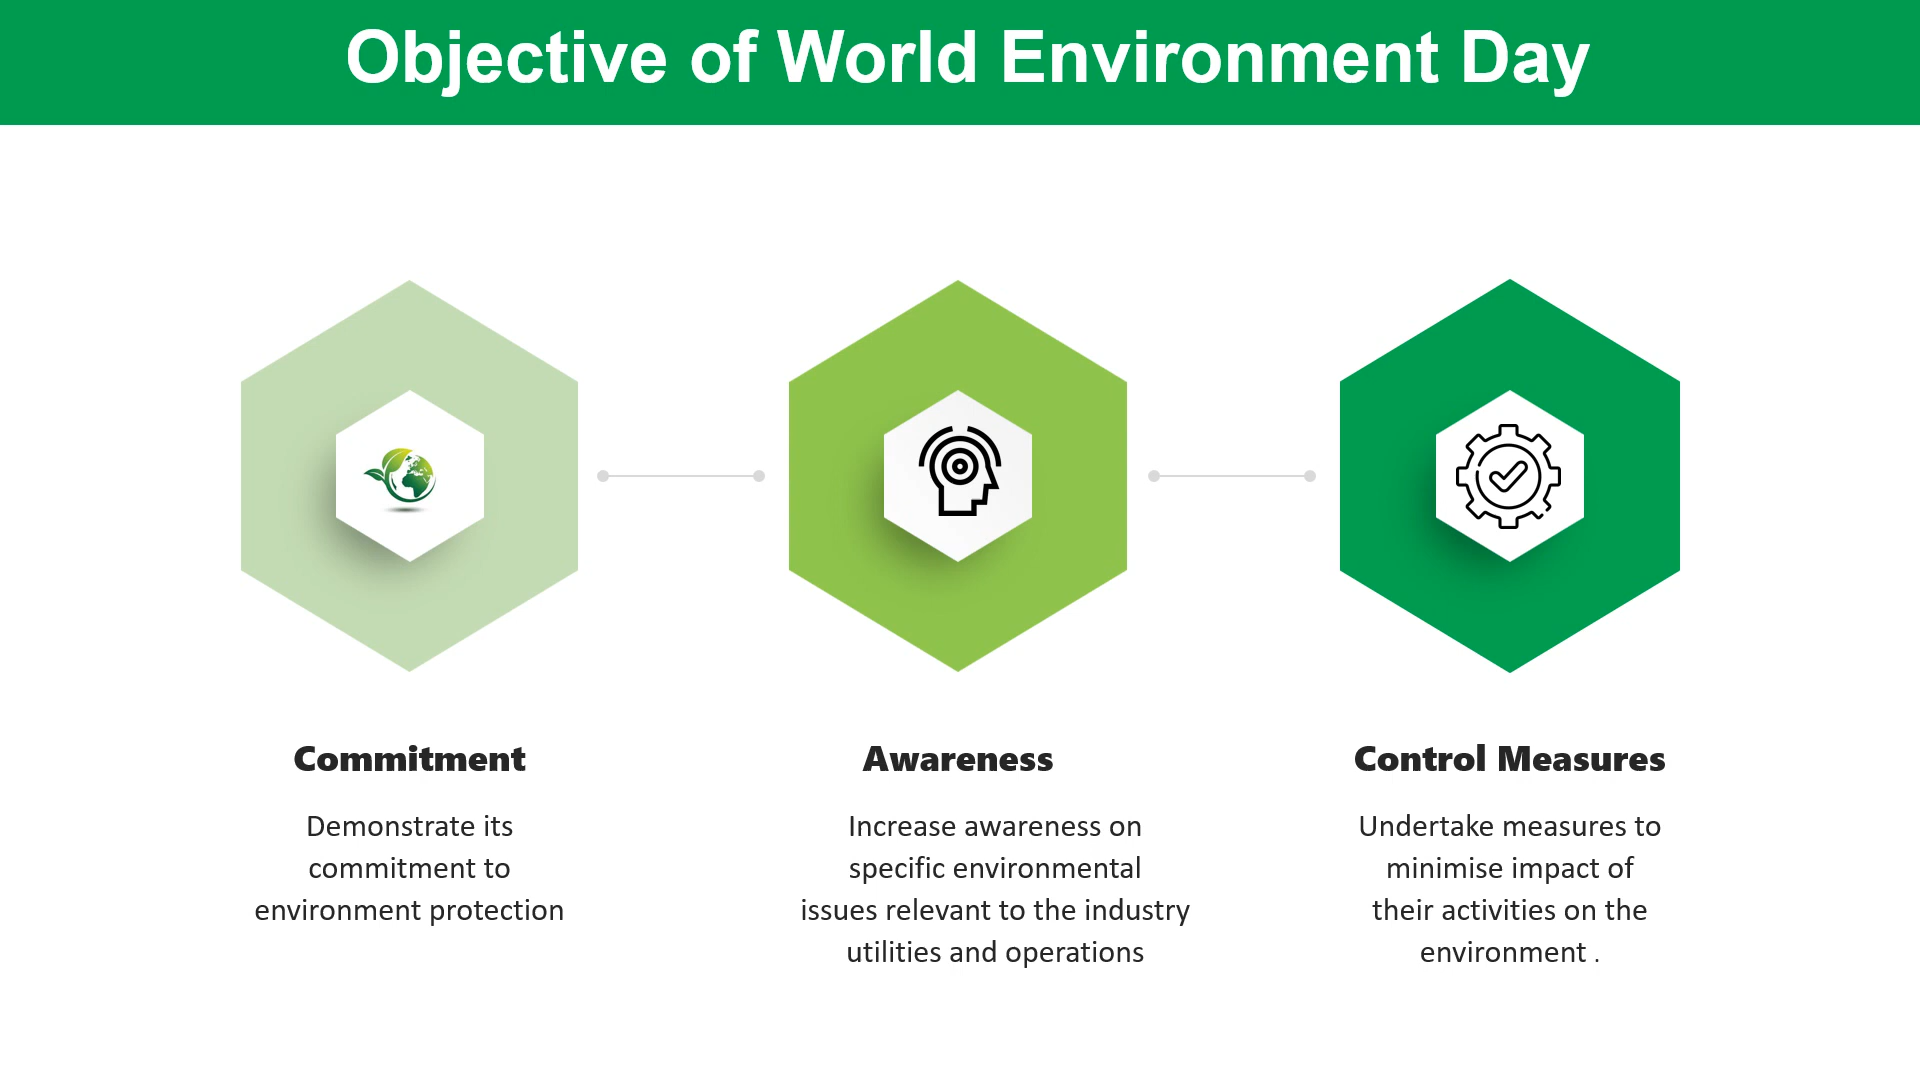 Objective of World Environment Day
Commitment
Demonstrate its
commitment to
environment protection
Awareness
Increase awareness on
specific environmental
issues relevant to the industry
utilities and operations
Control Measures
Undertake measures to
minimise impact of
their activities on the
environment .